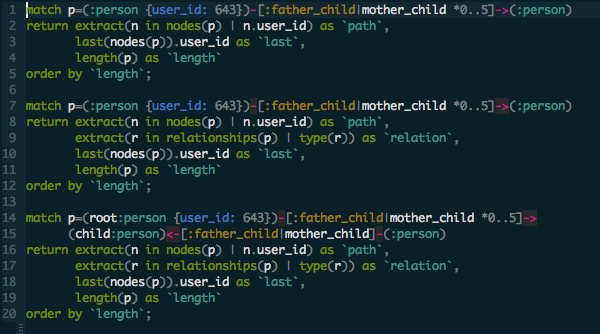 1 match p=(:person {user_id: 643})-[:father_child|mother_child *0..5]->(:person)
2 return extract(n in nodes(p) | n.user_id) as `path`,
3 last(nodes(p)).user_id as `last`,
4 length(p) as `length`
5 order by `length`;
6
7 match p=(:person {user_id: 643})-[:father_child|mother_child *0..5]->(:person)
8 return extract(n in nodes(p) | n.user_id) as `path`,
9 extract(r in relationships(p) | type(r)) as `relation`,
10 last(nodes(p)).user_id as `last`,
11 length(p) as `length`
12 order by `length`;
13
14 match p=(root:person {user_id: 643})-[:father_child|mother_child *0..5]->
15 (child:person)<-[:father_child|mother_child]-(:person)
16 return extract(n in nodes(p) | n.user_id) as `path`,
17 extract(r in relationships(p) | type(r)) as `relation`,
18 last(nodes(p)).user_id as `last`,
19 length(p) as `length`
20 order by `length`;